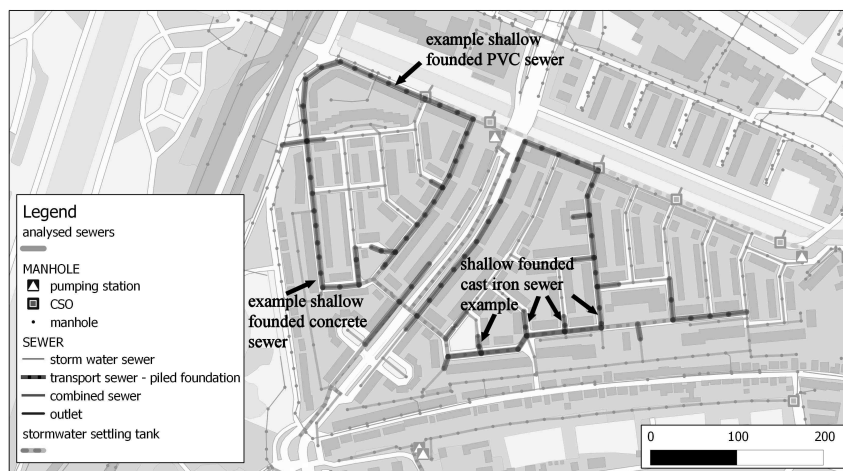 example shallow
founded PVC sewer
Legend
analysed sewers
MANHOLE
pumping station
CSO
manhole
SEWER
storm water sewer
transport sewer - piled foundation
combined sewer
outlet
stormwater settling tank
example shallow
founded concrete
sewer
shallow founded
cast iron sewer
example
0 100 200